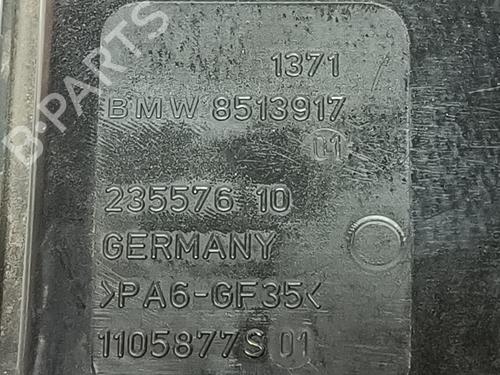 B-PARTS
1371
BMW 8513917
01
235576 10
GERMANY
>PA6-GF35<
1105877S 01